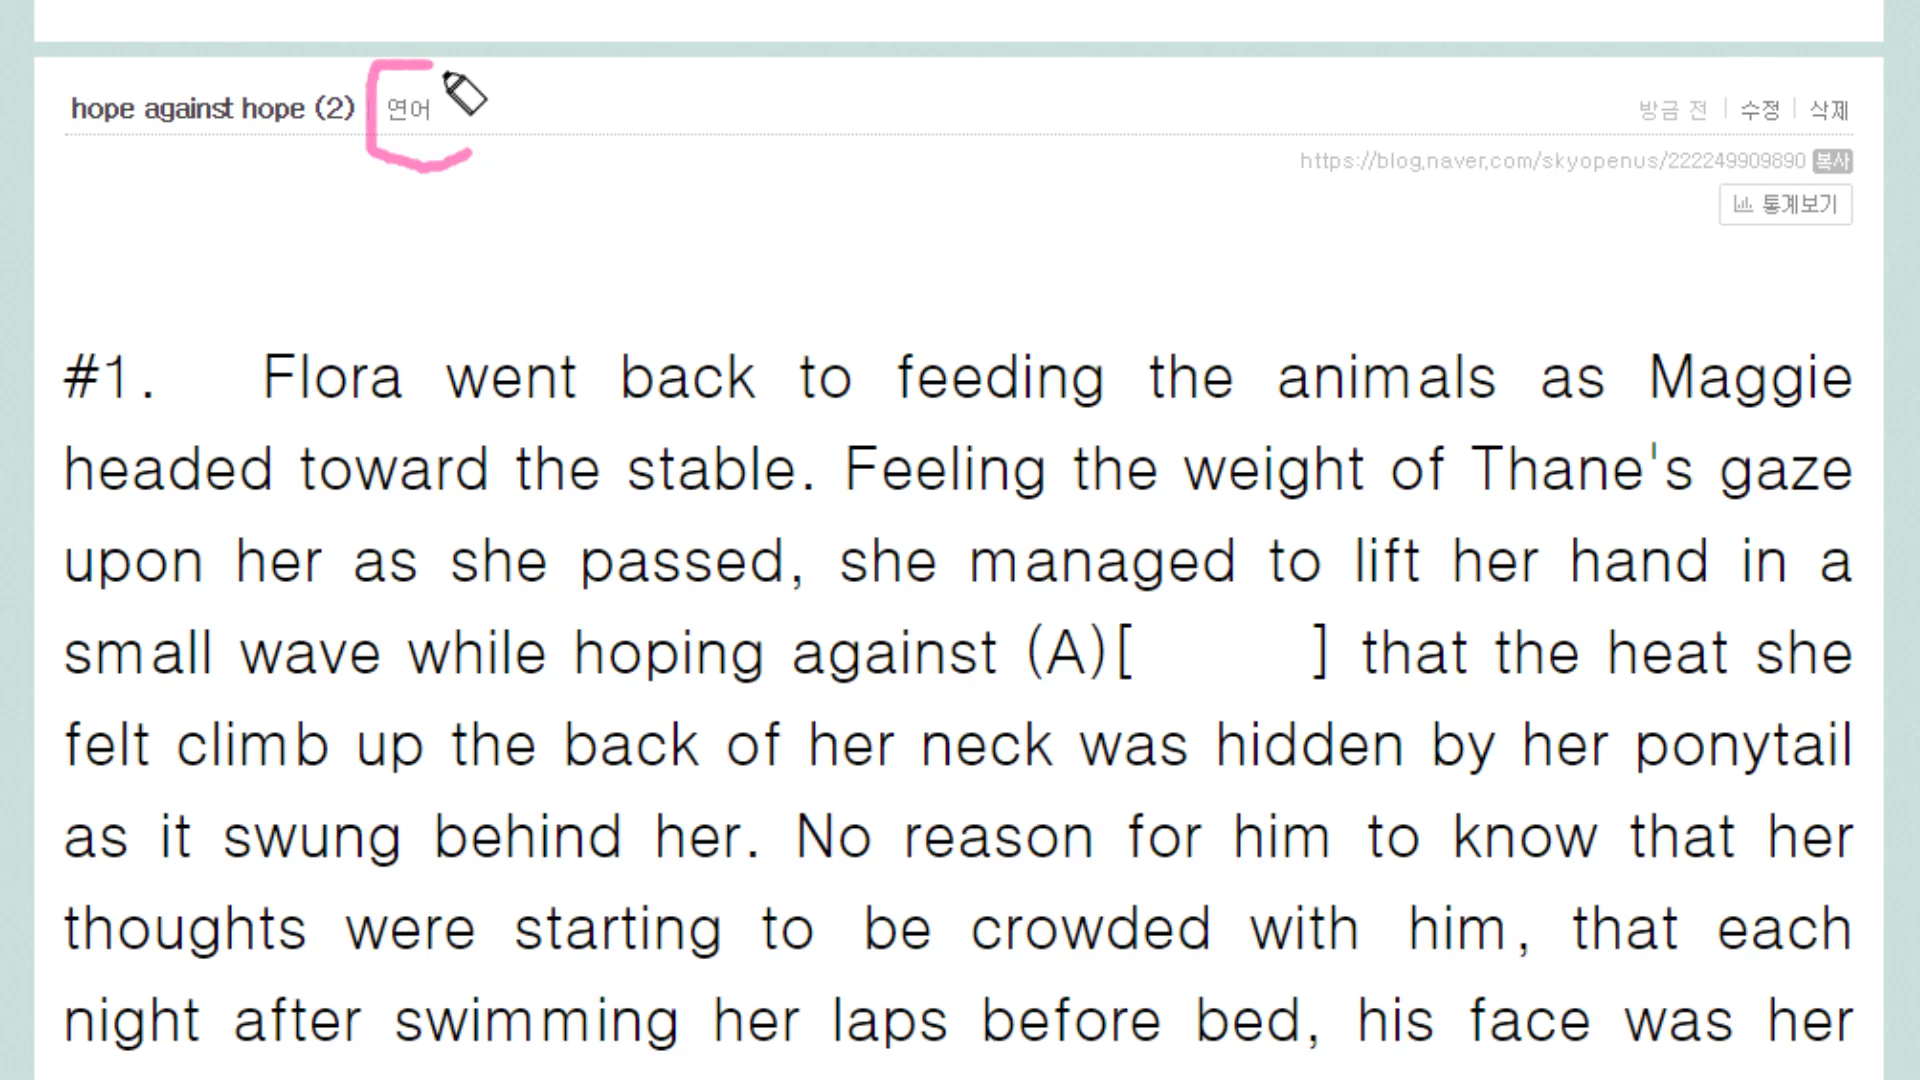 hope against hope (2) | 연어
방금 전 | 수정 | 삭제
https://blog.naver.com/skyopenus/222249909890 복사
통계보기
#1. Flora went back to feeding the animals as Maggie
headed toward the stable. Feeling the weight of Thane's gaze
upon her as she passed, she managed to lift her hand in a
small wave while hoping against (A)[ ] that the heat she
felt climb up the back of her neck was hidden by her ponytail
as it swung behind her. No reason for him to know that her
thoughts were starting to be crowded with him, that each
night after swimming her laps before bed, his face was her